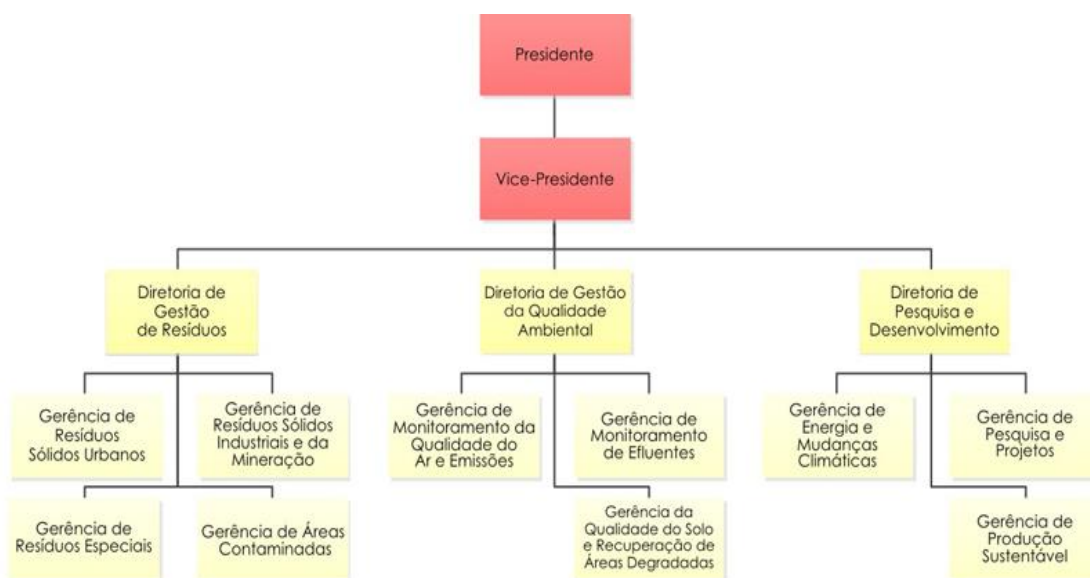 Presidente
Vice-Presidente
Diretoria de
Gestão
de Resíduos
Diretoria de Gestão
da Qualidade
Ambiental
Diretoria de
Pesquisa e
Desenvolvimento
Gerência de
Resíduos
Sólidos Urbanos
Gerência de
Resíduos Sólidos
Industriais e da
Mineração
Gerência de
Monitoramento da
Qualidade do
Ar e Emissões
Gerência de
Monitoramento
de Efluentes
Gerência de
Energia e
Mudanças
Climáticas
Gerência de
Pesquisa e
Projetos
Gerência de
Resíduos Especiais
Gerência de Áreas
Contaminadas
Gerência da
Qualidade do Solo
e Recuperação de
Áreas Degradadas
Gerência de
Produção
Sustentável